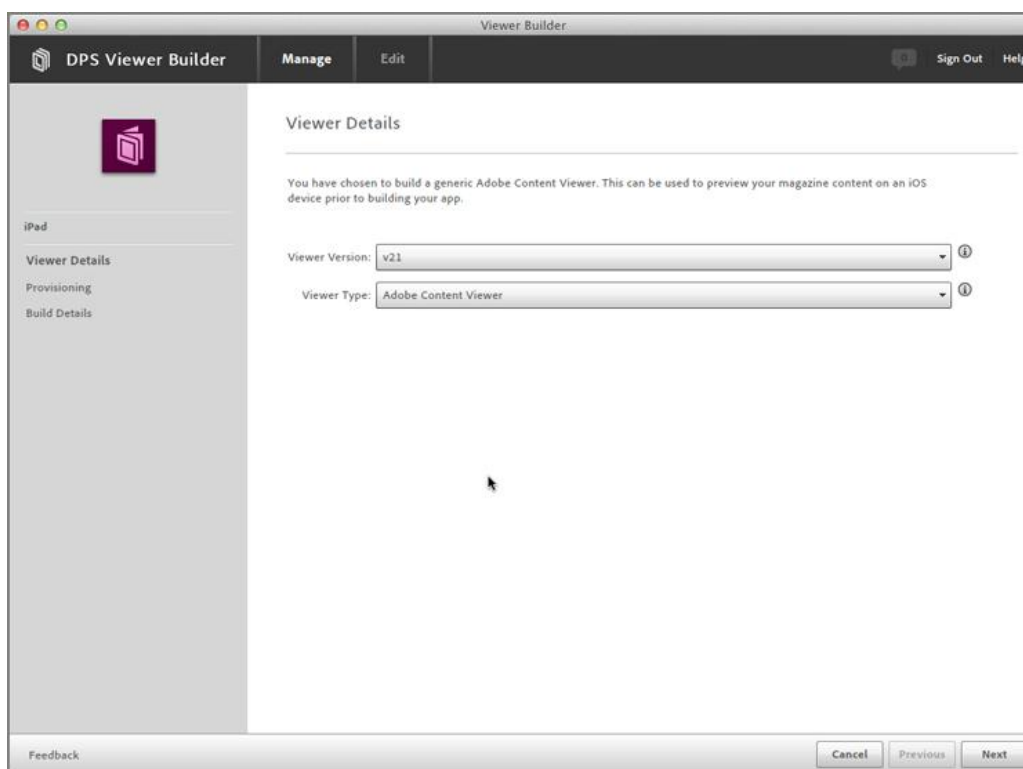 Viewer Builder
DPS Viewer Builder
Manage
Edit
0
Sign Out
Help
Viewer Details
You have chosen to build a generic Adobe Content Viewer. This can be used to preview your magazine content on an iOS
device prior to building your app.
iPad
Viewer Details
Provisioning
Build Details
Viewer Version: v21
Viewer Type: Adobe Content Viewer
Feedback
Cancel
Previous
Next